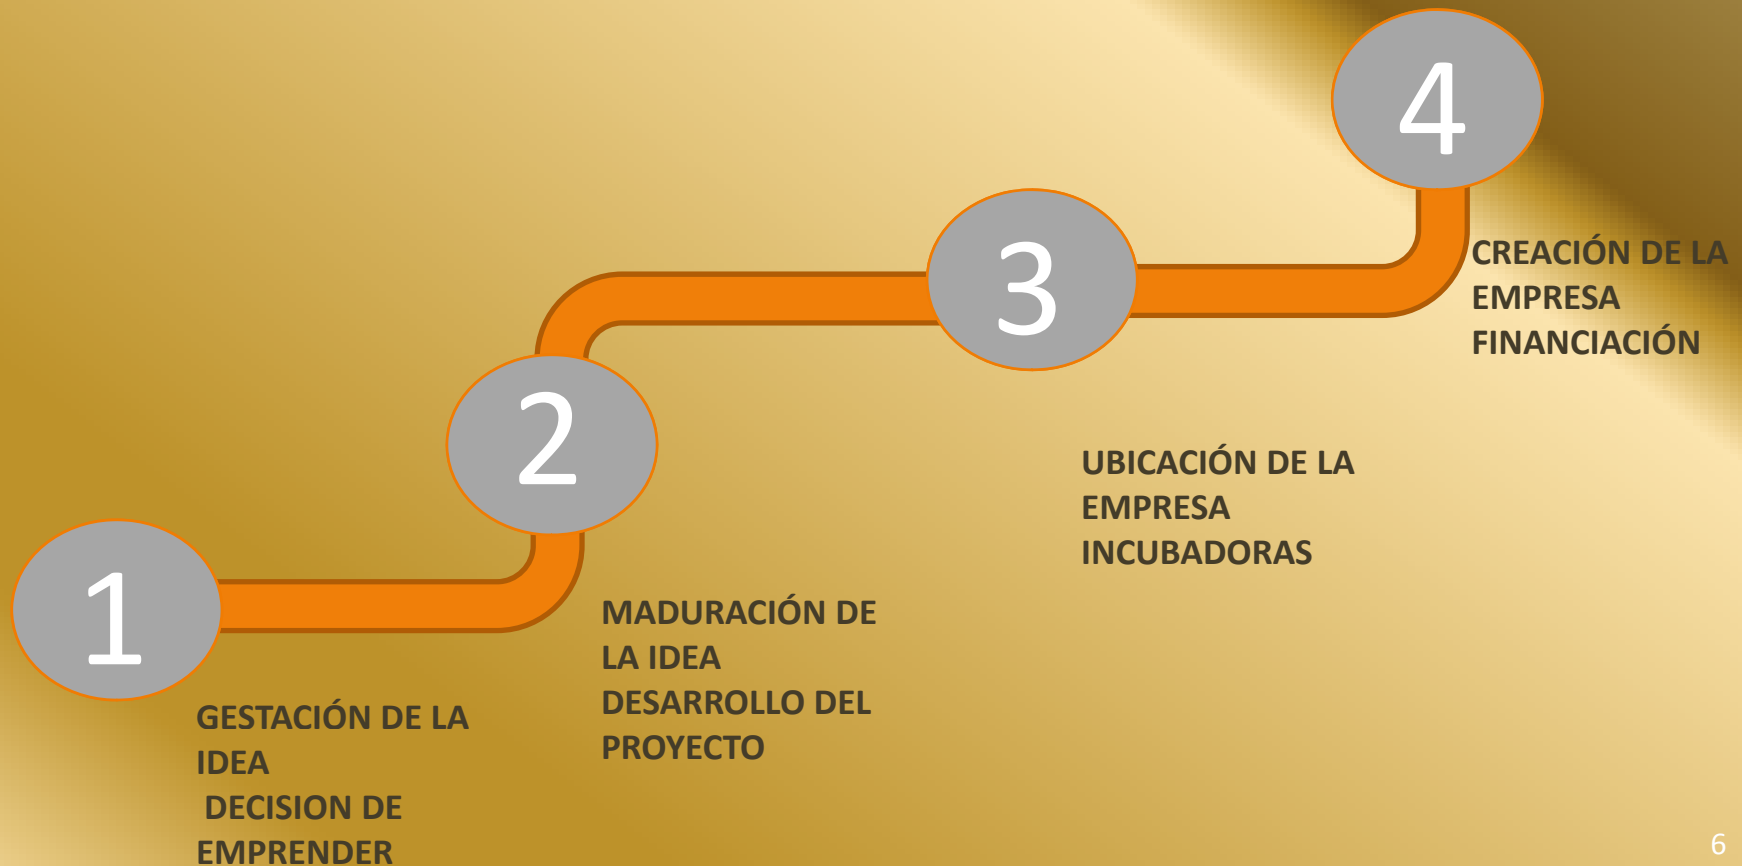 1
GESTACIÓN DE LA
IDEA
DECISION DE
EMPRENDER
2
MADURACIÓN DE
LA IDEA
DESARROLLO DEL
PROYECTO
3
UBICACIÓN DE LA
EMPRESA
INCUBADORAS
4
CREACIÓN DE LA
EMPRESA
FINANCIACIÓN
6